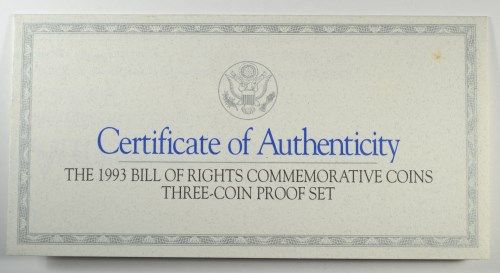 Certificate of Authenticity
THE 1993 BILL OF RIGHTS COMMEMORATIVE COINS
THREE-COIN PROOF SET